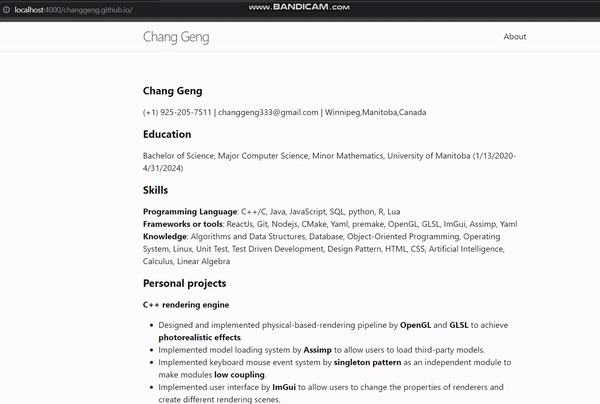 localhost:4000/changgeng.github.io/
www.BANDICAM.com
Chang Geng
About
Chang Geng
(+1) 925-205-7511 | changgeng333@gmail.com | Winnipeg,Manitoba,Canada
Education
Bachelor of Science, Major Computer Science, Minor Mathematics, University of Manitoba (1/13/2020-
4/31/2024)
Skills
Programming Language: C++/C, Java, JavaScript, SQL, python, R, Lua
Frameworks or tools: ReactJs, Git, Nodejs, CMake, Yaml, premake, OpenGL, GLSL, ImGui, Assimp, Yaml
Knowledge: Algorithms and Data Structures, Database, Object-Oriented Programming, Operating
System, Linux, Unit Test, Test Driven Development, Design Pattern, HTML, CSS, Artificial Intelligence,
Calculus, Linear Algebra
Personal projects
C++ rendering engine
• Designed and implemented physical-based-rendering pipeline by OpenGL and GLSL to achieve
photorealistic effects.
• Implemented model loading system by Assimp to allow users to load third-party models.
• Implemented keyboard mouse event system by singleton pattern as an independent module to
make modules low coupling.
• Implemented user interface by ImGui to allow users to change the properties of renderers and
create different rendering scenes.